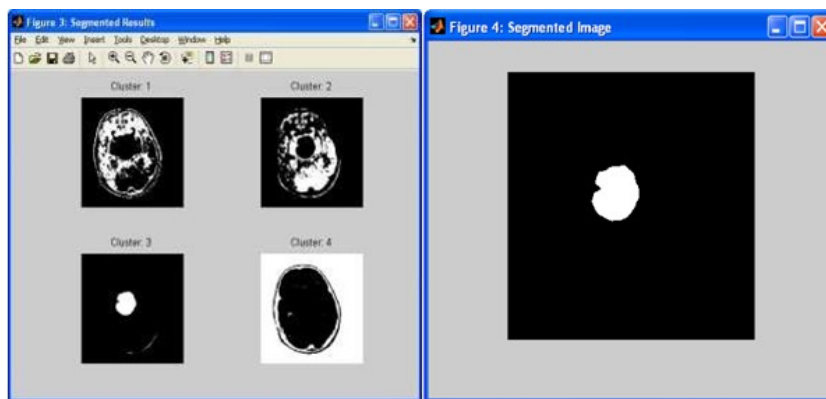 Figure 3: Segmented Results
File Edit View Insert Tools Desktop Window Help
Cluster: 1
Cluster: 2
Cluster: 3
Cluster: 4
Figure 4: Segmented Image